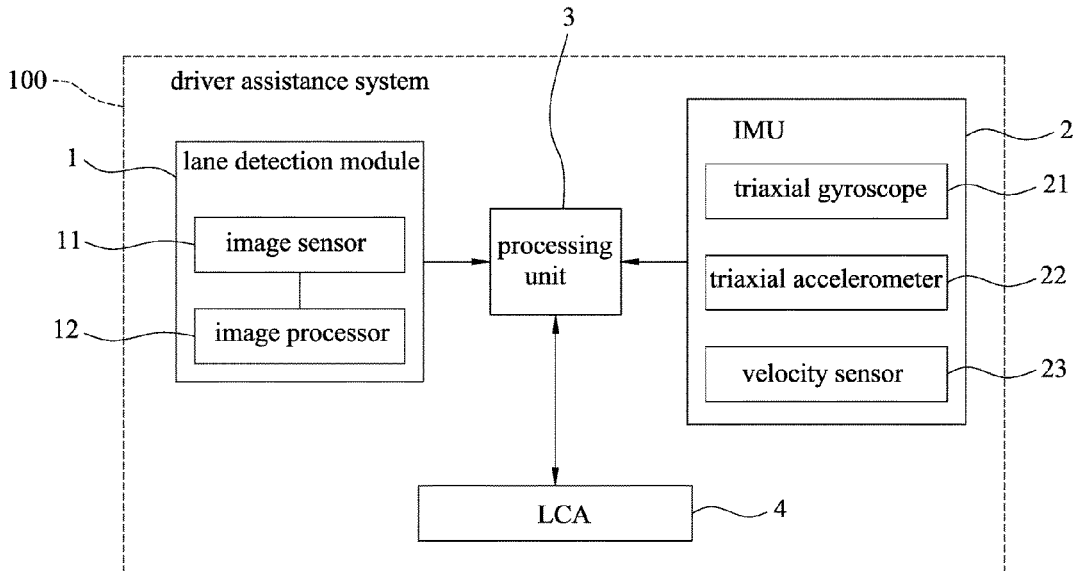 3
100
driver assistance system
1
lane detection module
11
image sensor
12
image processor
processing
unit
IMU
2
triaxial gyroscope
21
triaxial accelerometer
22
velocity sensor
23
LCA
4